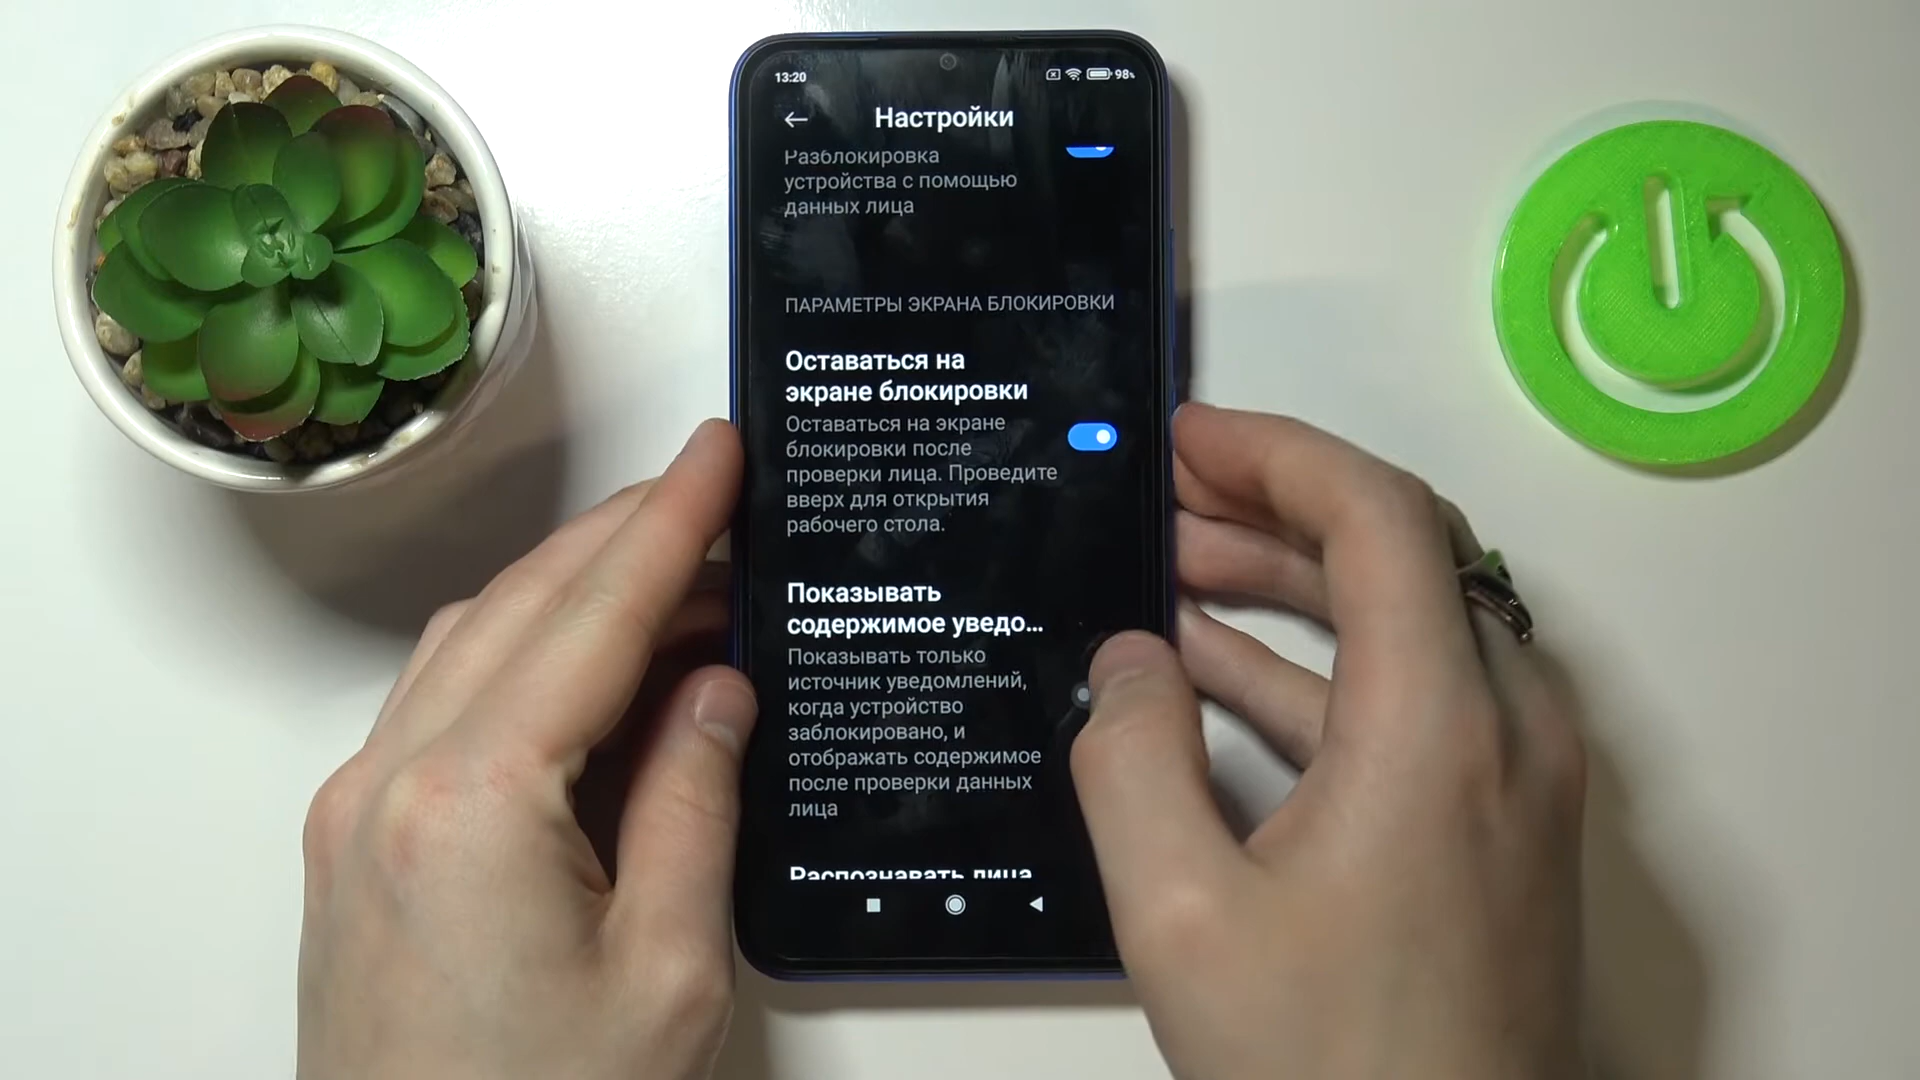 13:20
98%
Настройки
Разблокировка
устройства с помощью
данных лица
ПАРАМЕТРЫ ЭКРАНА БЛОКИРОВКИ
Оставаться на
экране блокировки
Оставаться на экране
блокировки после
проверки лица. Проведите
вверх для открытия
рабочего стола.
Показывать
содержимое уведо...
Показывать только
источник уведомлений,
когда устройство
заблокировано, и
отображать содержимое
после проверки данных
лица
Распознавать лица